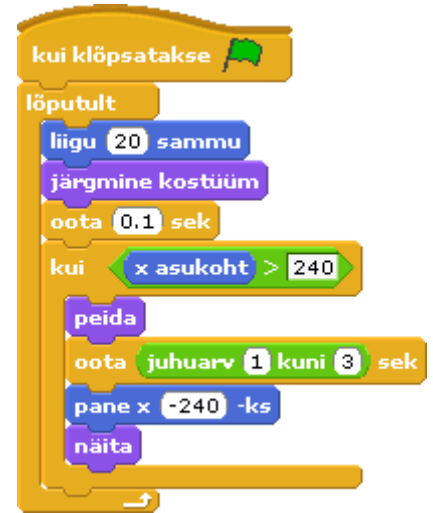 kui klõpsatakse
lõputult
liigu 20 sammu
järgmine kostüüm
oota 0.1 sek
kui x asukoht > 240
peida
oota juhuarv 1 kuni 3 sek
pane x -240 -ks
näita